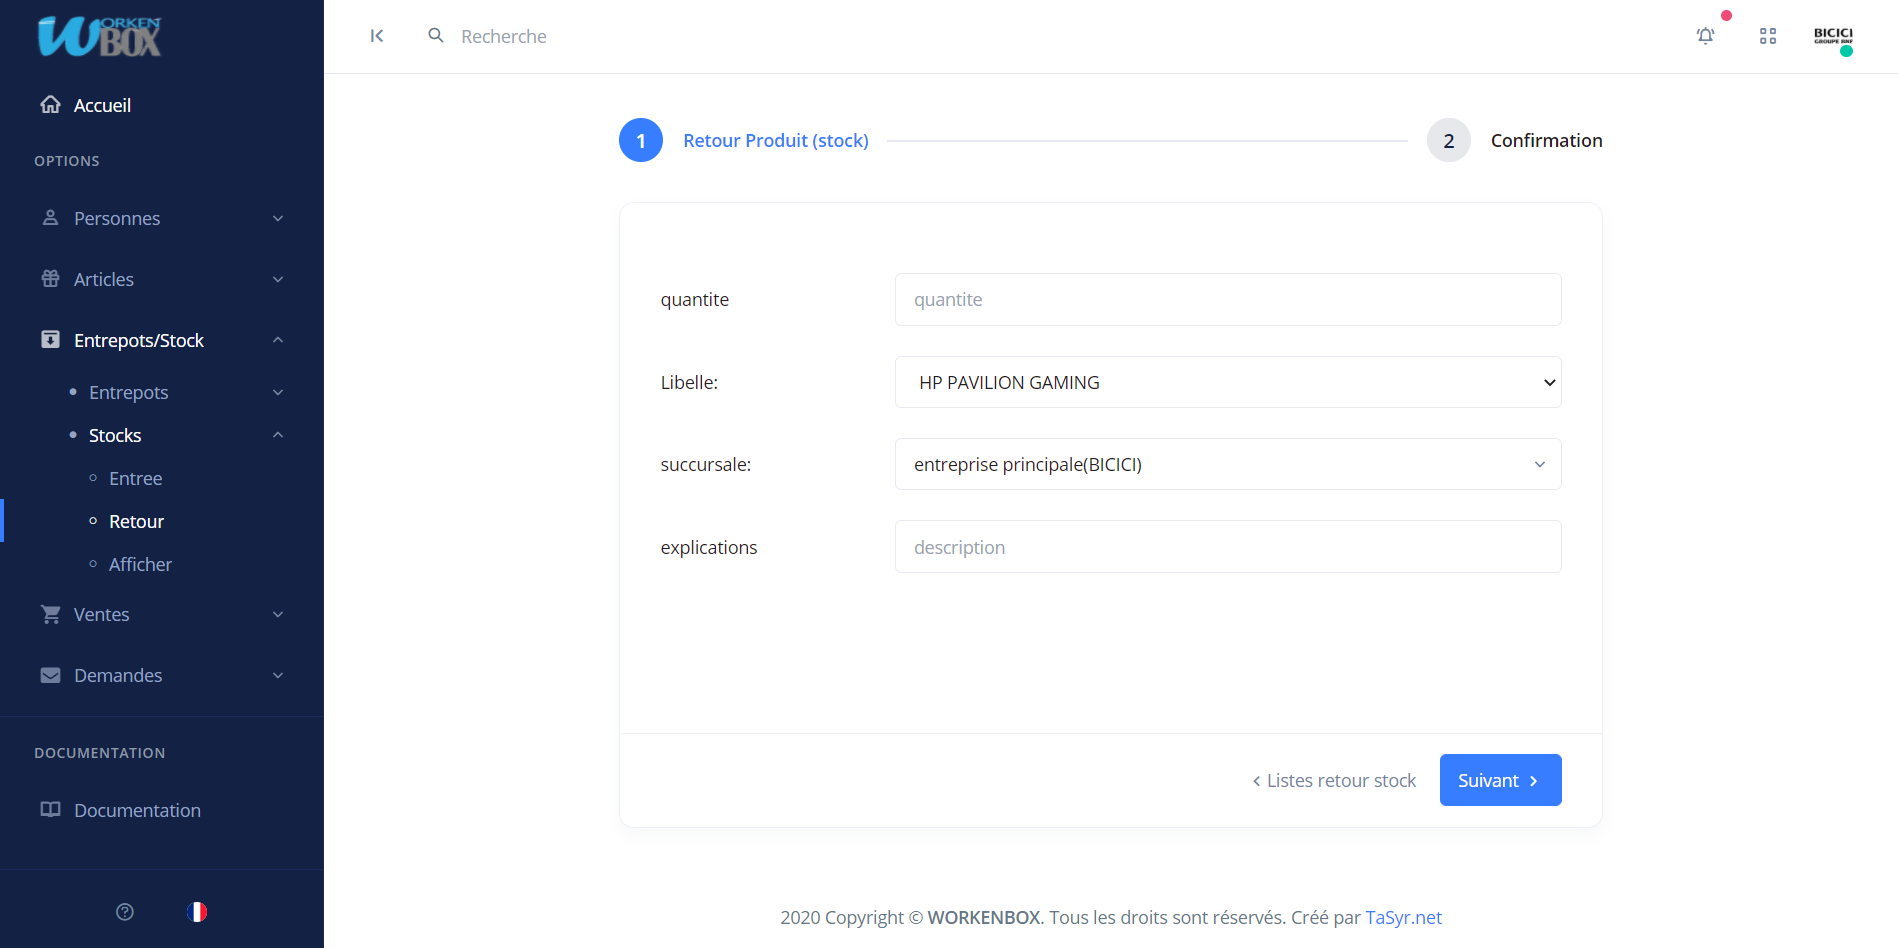 WORKEN
BOX
Recherche
BICICI
GROUPE BNP
Accueil
OPTIONS
Personnes
Articles
Entrepots/Stock
Entrepots
Stocks
Entree
Retour
Afficher
Ventes
Demandes
DOCUMENTATION
Documentation
1 Retour Produit (stock) 2 Confirmation
quantite quantite
Libelle: HP PAVILION GAMING
succursale: entreprise principale(BICICI)
explications description
Listes retour stock Suivant
2020 Copyright © WORKENBOX. Tous les droits sont réservés. Créé par TaSyr.net